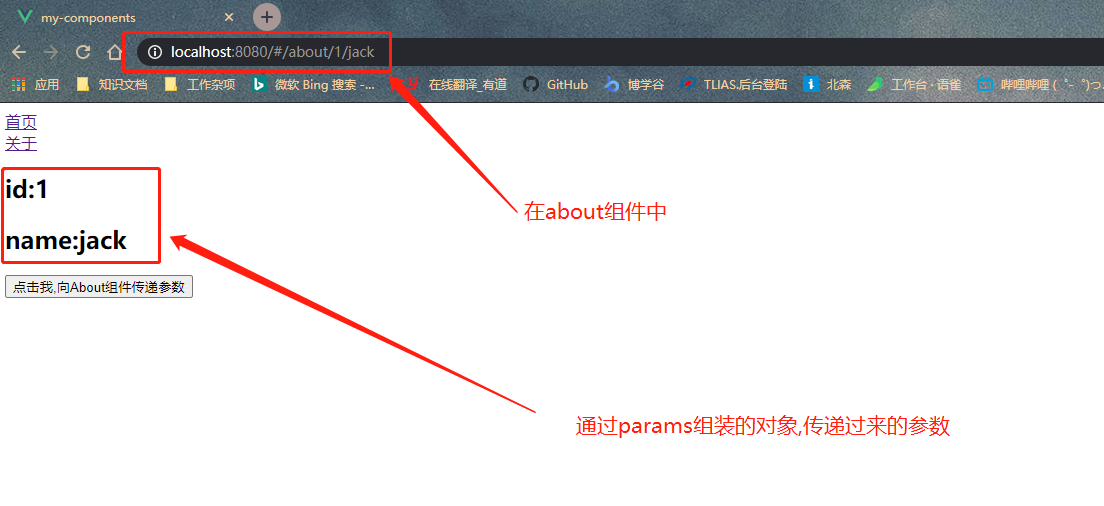 my-components
localhost:8080/#/about/1/jack
应用 知识文档 工作杂项 微软 Bing 搜索 -... 在线翻译_有道 GitHub 博学谷 TLIAS.后台登陆 北森 工作台 · 语雀 哔哩哔哩 ( ゜- ゜)つ...
首页
关于
id:1
在about组件中
name:jack
点击我,向About组件传递参数
通过params组装的对象,传递过来的参数